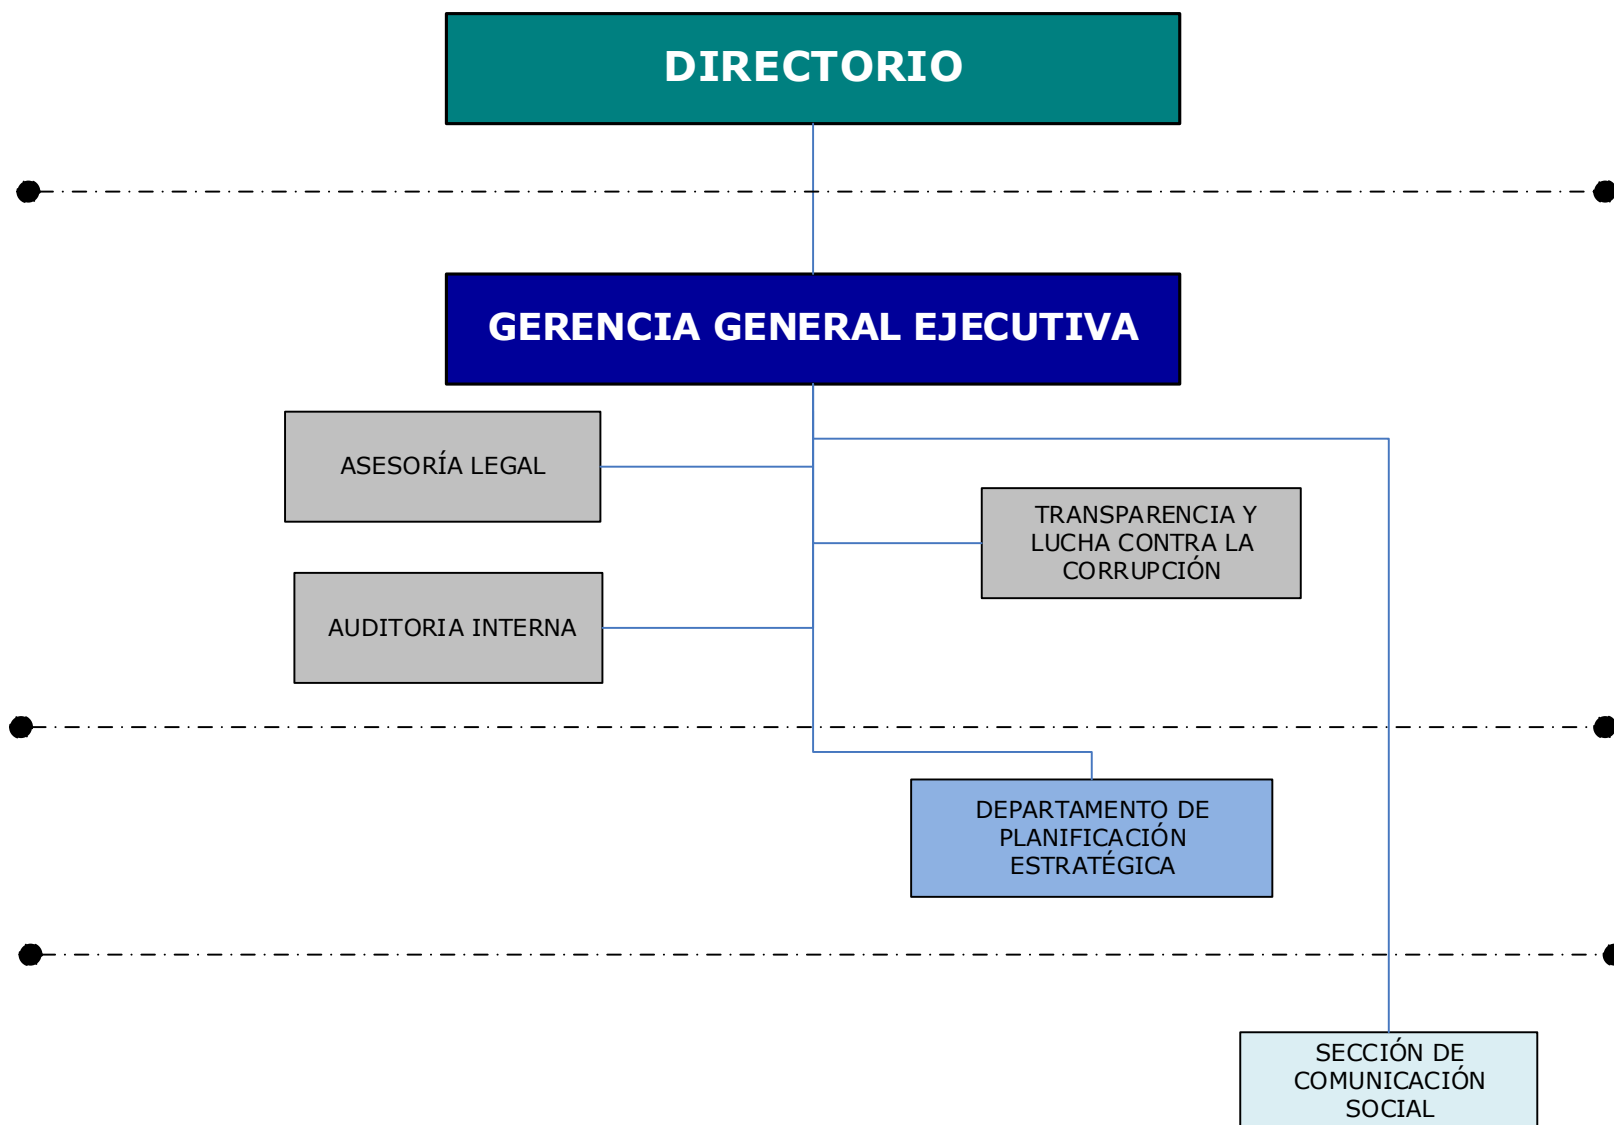 DIRECTORIO
GERENCIA GENERAL EJECUTIVA
ASESORÍA LEGAL
TRANSPARENCIA Y
LUCHA CONTRA LA
CORRUPCIÓN
AUDITORIA INTERNA
DEPARTAMENTO DE
PLANIFICACIÓN
ESTRATÉGICA
SECCIÓN DE
COMUNICACIÓN
SOCIAL